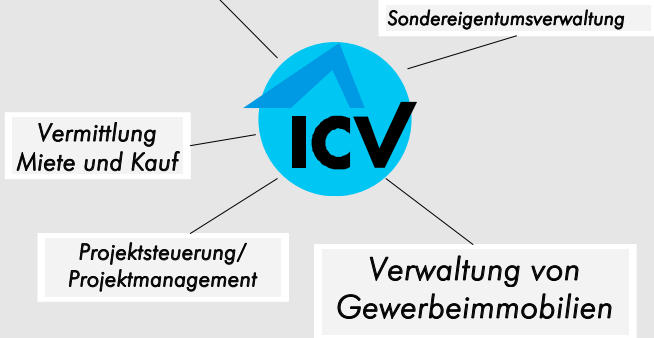 Sondereigentumsverwaltung
ICV
Vermittlung
Miete und Kauf
Projektsteuerung/
Projektmanagement
Verwaltung von
Gewerbeimmobilien